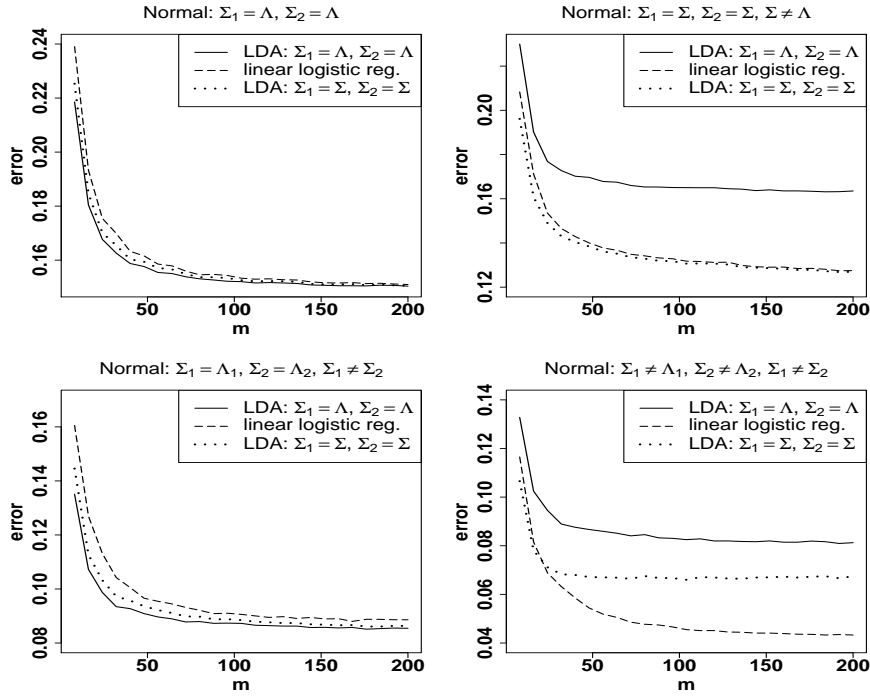 Normal: Σ₁ = Λ, Σ₂ = Λ
LDA: Σ₁ = Λ, Σ₂ = Λ
linear logistic reg.
LDA: Σ₁ = Σ, Σ₂ = Σ
error
0.16 0.18 0.20 0.22 0.24
50 100 150 200
m
Normal: Σ₁ = Σ, Σ₂ = Σ, Σ ≠ Λ
LDA: Σ₁ = Λ, Σ₂ = Λ
linear logistic reg.
LDA: Σ₁ = Σ, Σ₂ = Σ
error
0.12 0.16 0.20
50 100 150 200
m
Normal: Σ₁ = Λ₁, Σ₂ = Λ₂, Σ₁ ≠ Σ₂
LDA: Σ₁ = Λ, Σ₂ = Λ
linear logistic reg.
LDA: Σ₁ = Σ, Σ₂ = Σ
error
0.08 0.10 0.12 0.14 0.16
50 100 150 200
m
Normal: Σ₁ ≠ Λ₁, Σ₂ ≠ Λ₂, Σ₁ ≠ Σ₂
LDA: Σ₁ = Λ, Σ₂ = Λ
linear logistic reg.
LDA: Σ₁ = Σ, Σ₂ = Σ
error
0.04 0.06 0.08 0.10 0.12 0.14
50 100 150 200
m